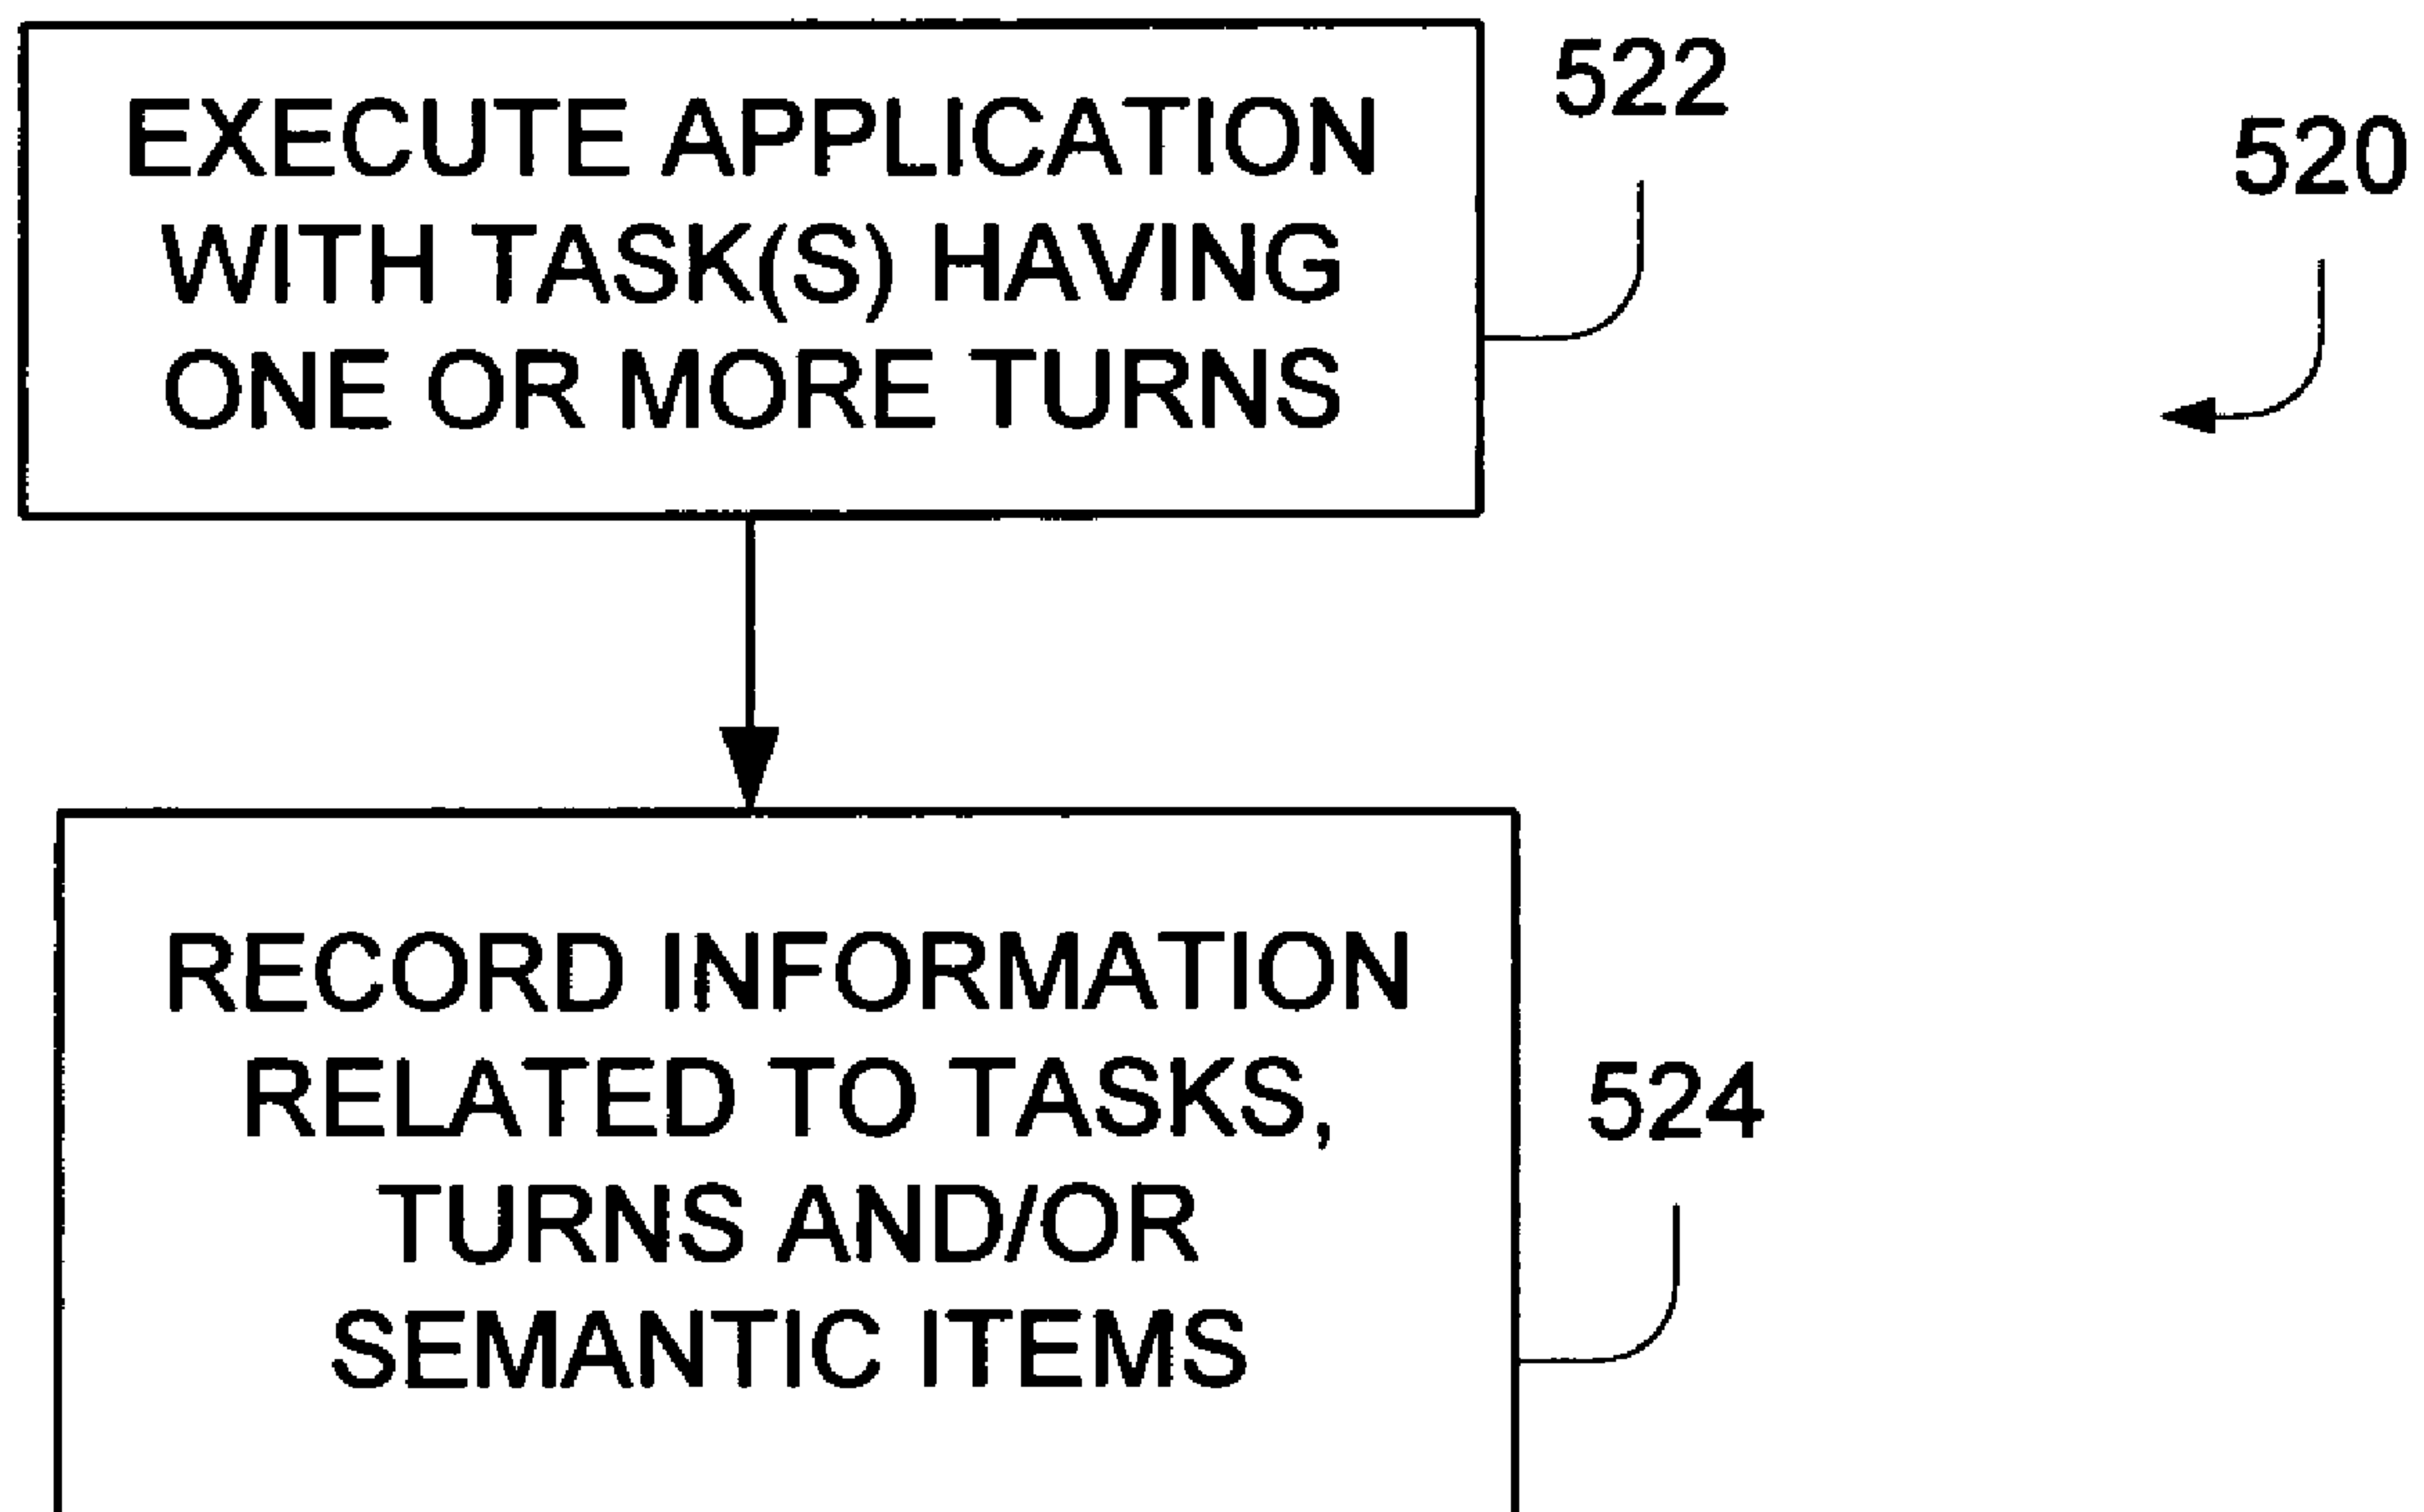 EXECUTE APPLICATION
WITH TASK(S) HAVING
ONE OR MORE TURNS
522
520
RECORD INFORMATION
RELATED TO TASKS,
TURNS AND/OR
SEMANTIC ITEMS
524